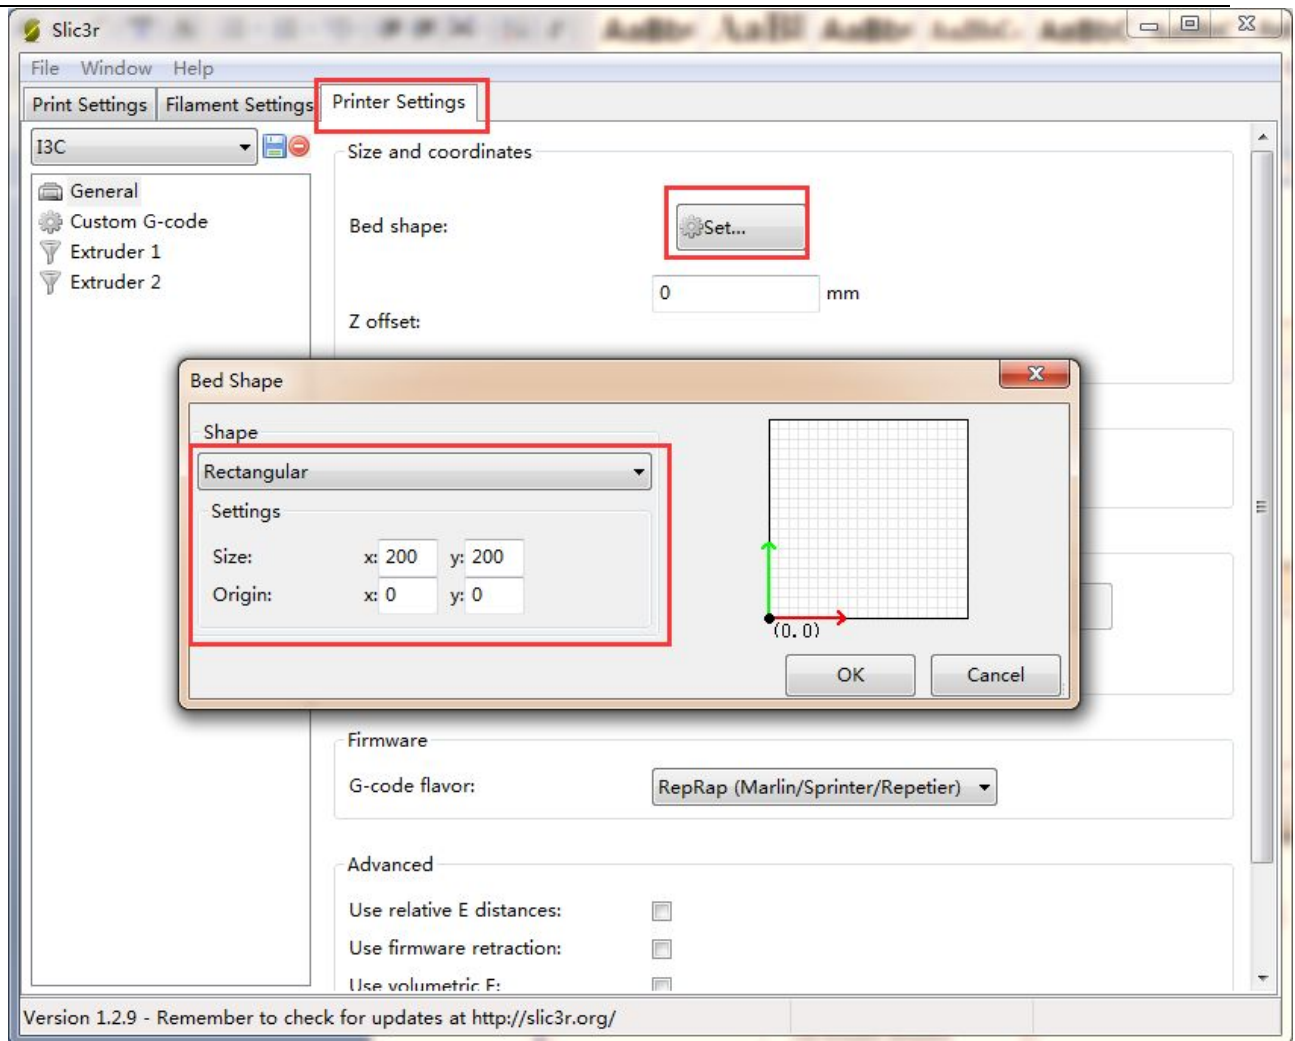 Slic3r
File Window Help
Print Settings Filament Settings Printer Settings
I3C
General
Custom G-code
Extruder 1
Extruder 2
Size and coordinates
Bed shape:
Set...
0 mm
Z offset:
Bed Shape
Shape
Rectangular
Settings
Size: x: 200 y: 200
Origin: x: 0 y: 0
(0,0)
OK Cancel
Firmware
G-code flavor: RepRap (Marlin/Sprinter/Repetier)
Advanced
Use relative E distances:
Use firmware retraction:
Use volumetric E:
Version 1.2.9 - Remember to check for updates at http://slic3r.org/